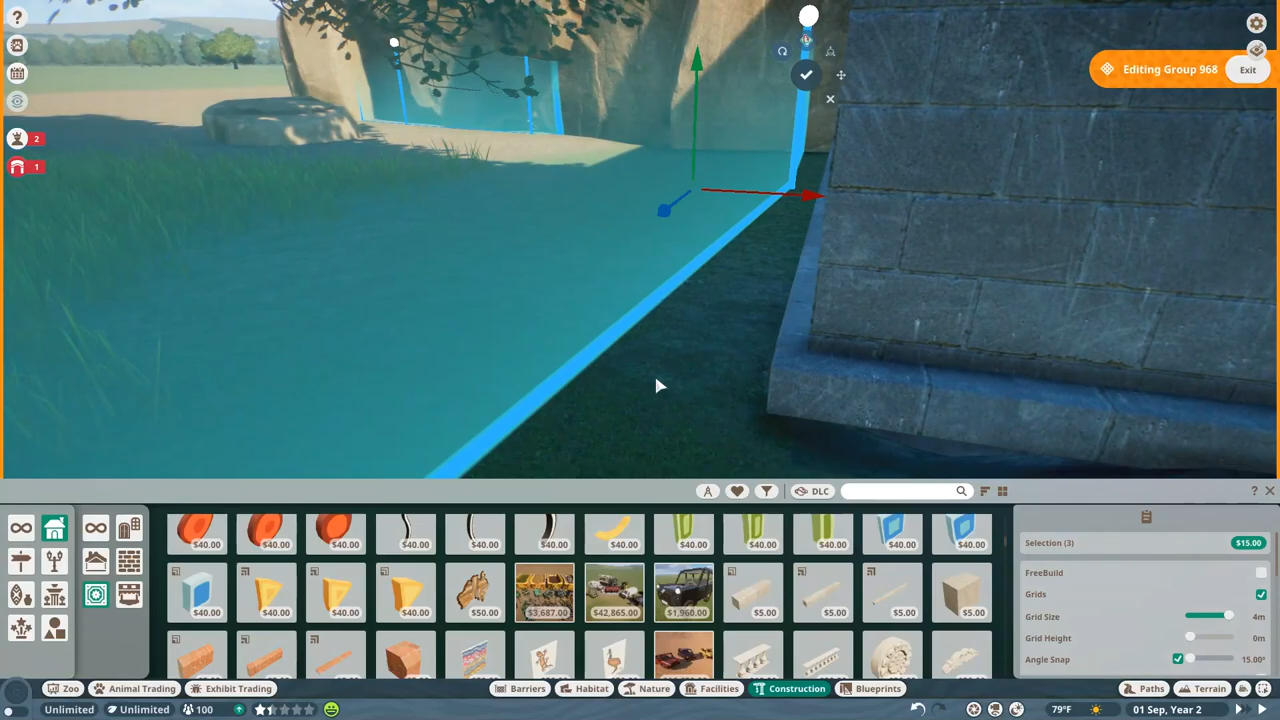 ?
Editing Group 968
Exit
2
1
DLC
? ×
$40.00 $40.00 $40.00 $40.00 $40.00 $40.00 $40.00 $40.00 $40.00 $40.00 $40.00 $40.00
$40.00 $40.00 $40.00 $40.00 $50.00 $3,687.00 $42,865.00 $1,960.00 $5.00 $5.00 $5.00 $5.00
Selection (3) $15.00
FreeBuild
Grids
Grid Size 4m
Grid Height 0m
Angle Snap 15.00°
Zoo Animal Trading Exhibit Trading Barriers Habitat Nature Facilities Construction Blueprints Paths Terrain
Unlimited Unlimited 100 79°F 01 Sep, Year 2